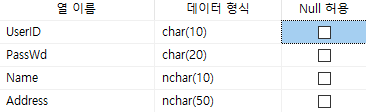 열 이름 데이터 형식 Null 허용
UserID char(10)
PassWd char(20)
Name nchar(10)
Address nchar(50)